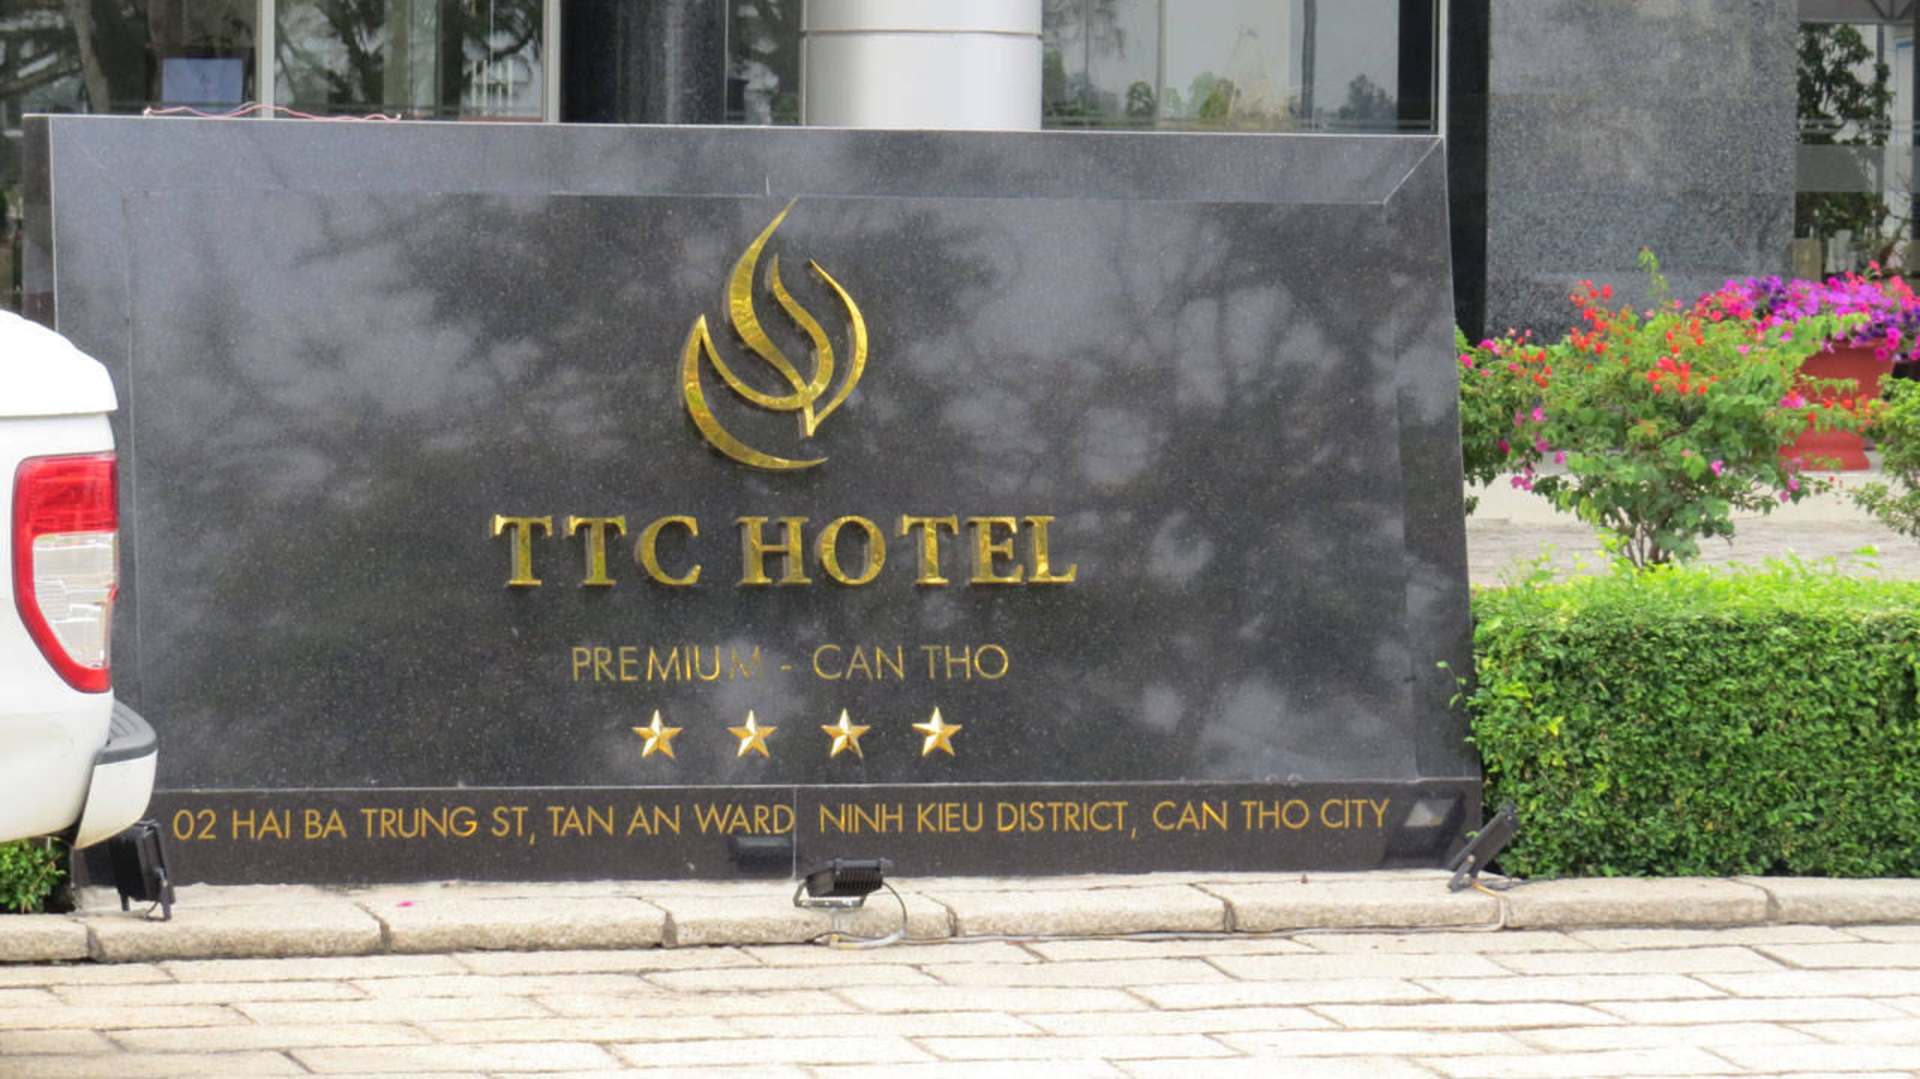 TTC HOTEL
PREMIUM - CAN THO
02 HAI BA TRUNG ST, TAN AN WARD NINH KIEU DISTRICT, CAN THO CITY